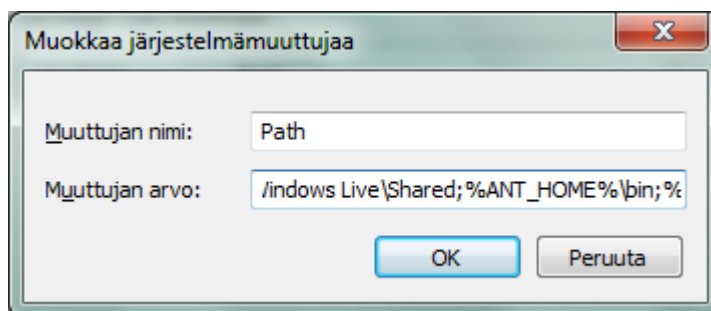 Muokkaa järjestelmämuuttujaa
Muuttujan nimi: Path
Muuttujan arvo: /indows Live\Shared;%ANT_HOME%\bin;%
OK Peruuta